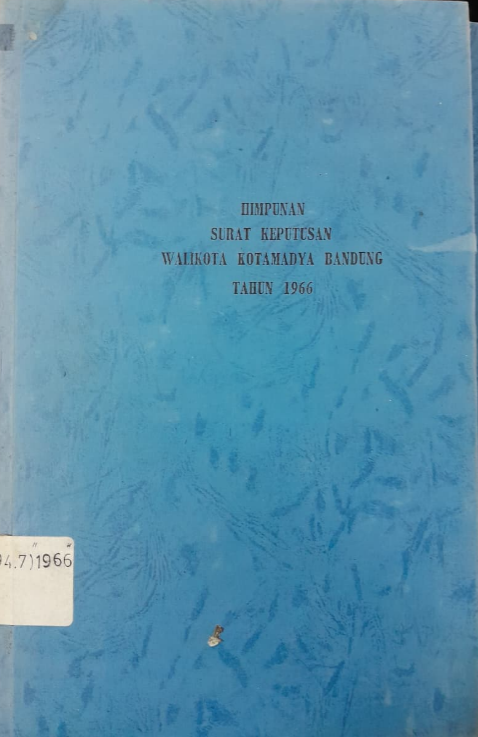 HIMPUNAN
SURAT KEPUTUSAN
WALIKOTA KOTAMADYA BANDUNG
TAHUN 1966
4.7)"1966"